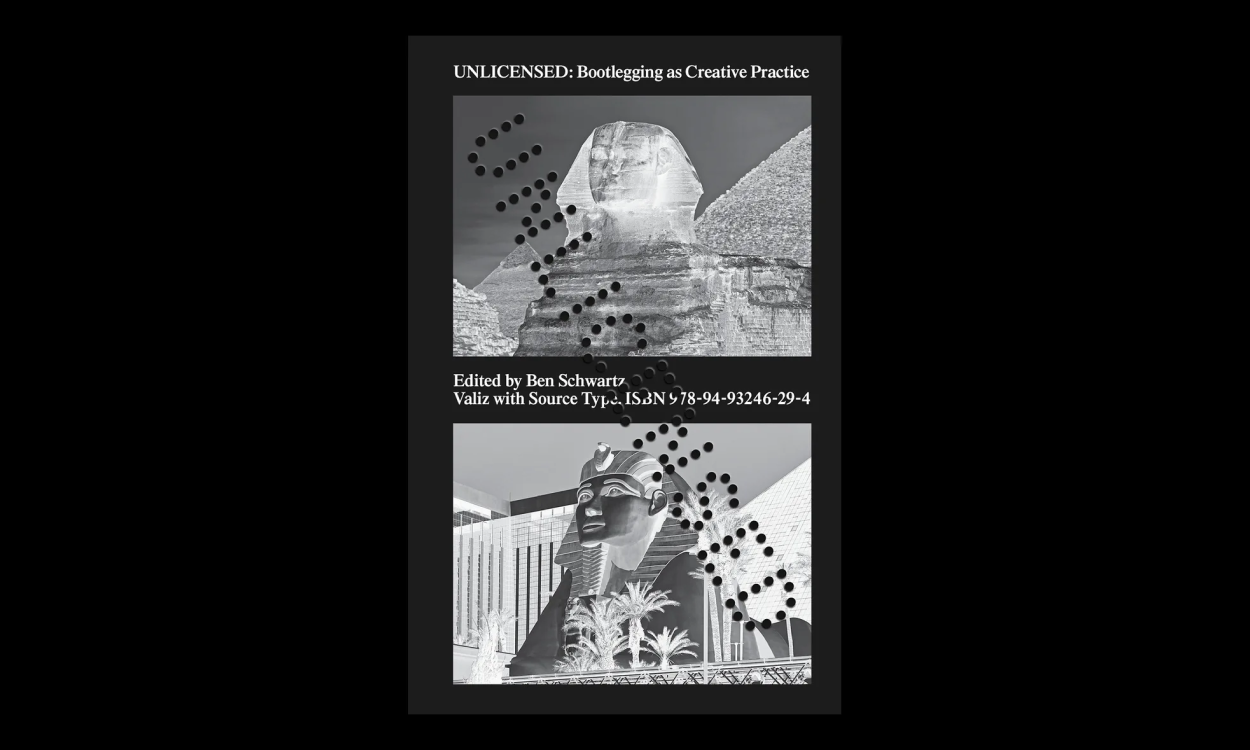 UNLICENSED: Bootlegging as Creative Practice
UNLICENSED
Edited by Ben Schwartz
Valiz with Source Type. ISBN 978-94-93246-29-4